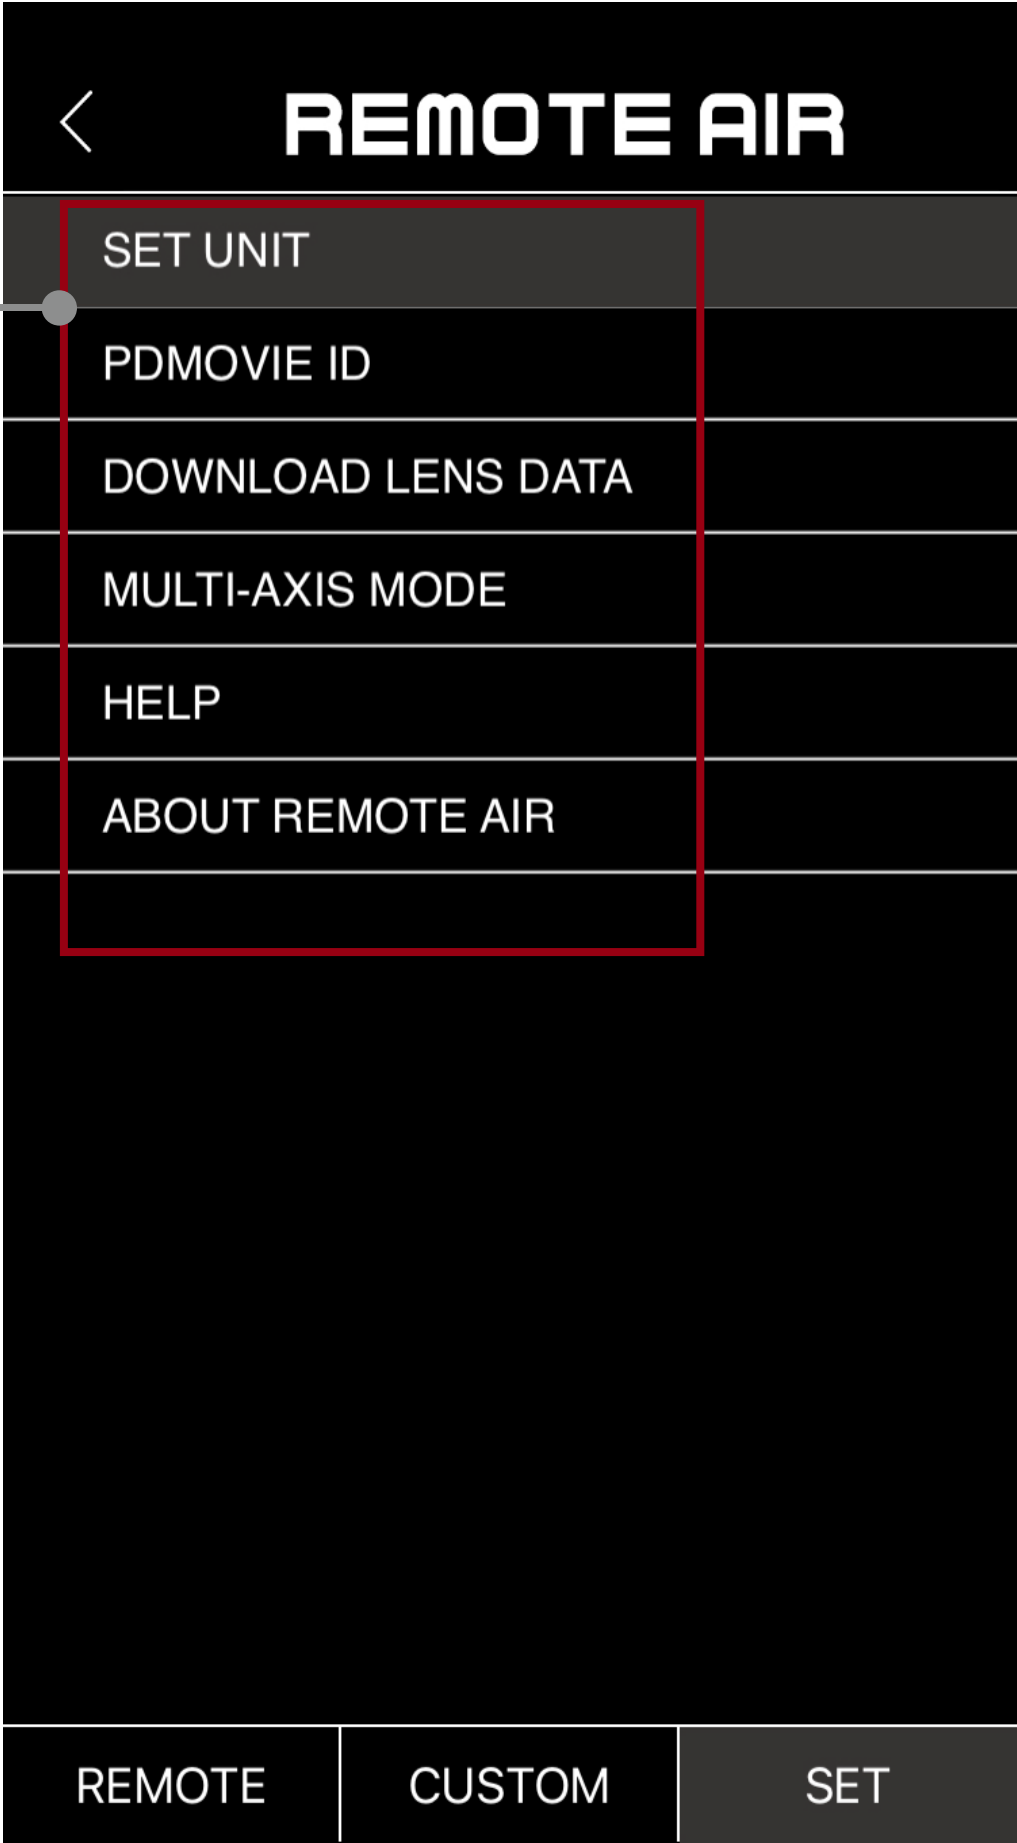 REMOTE AIR
SET UNIT
PDMOVIE ID
DOWNLOAD LENS DATA
MULTI-AXIS MODE
HELP
ABOUT REMOTE AIR
REMOTE
CUSTOM
SET